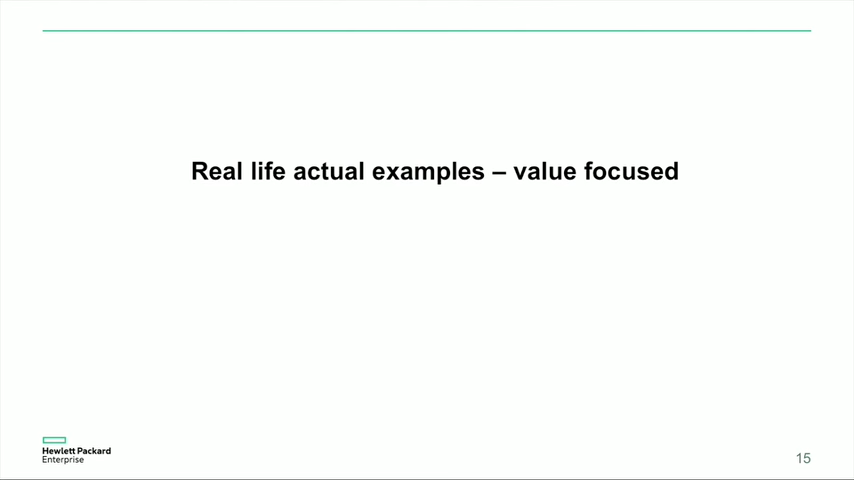 Real life actual examples – value focused
Hewlett Packard
Enterprise
15